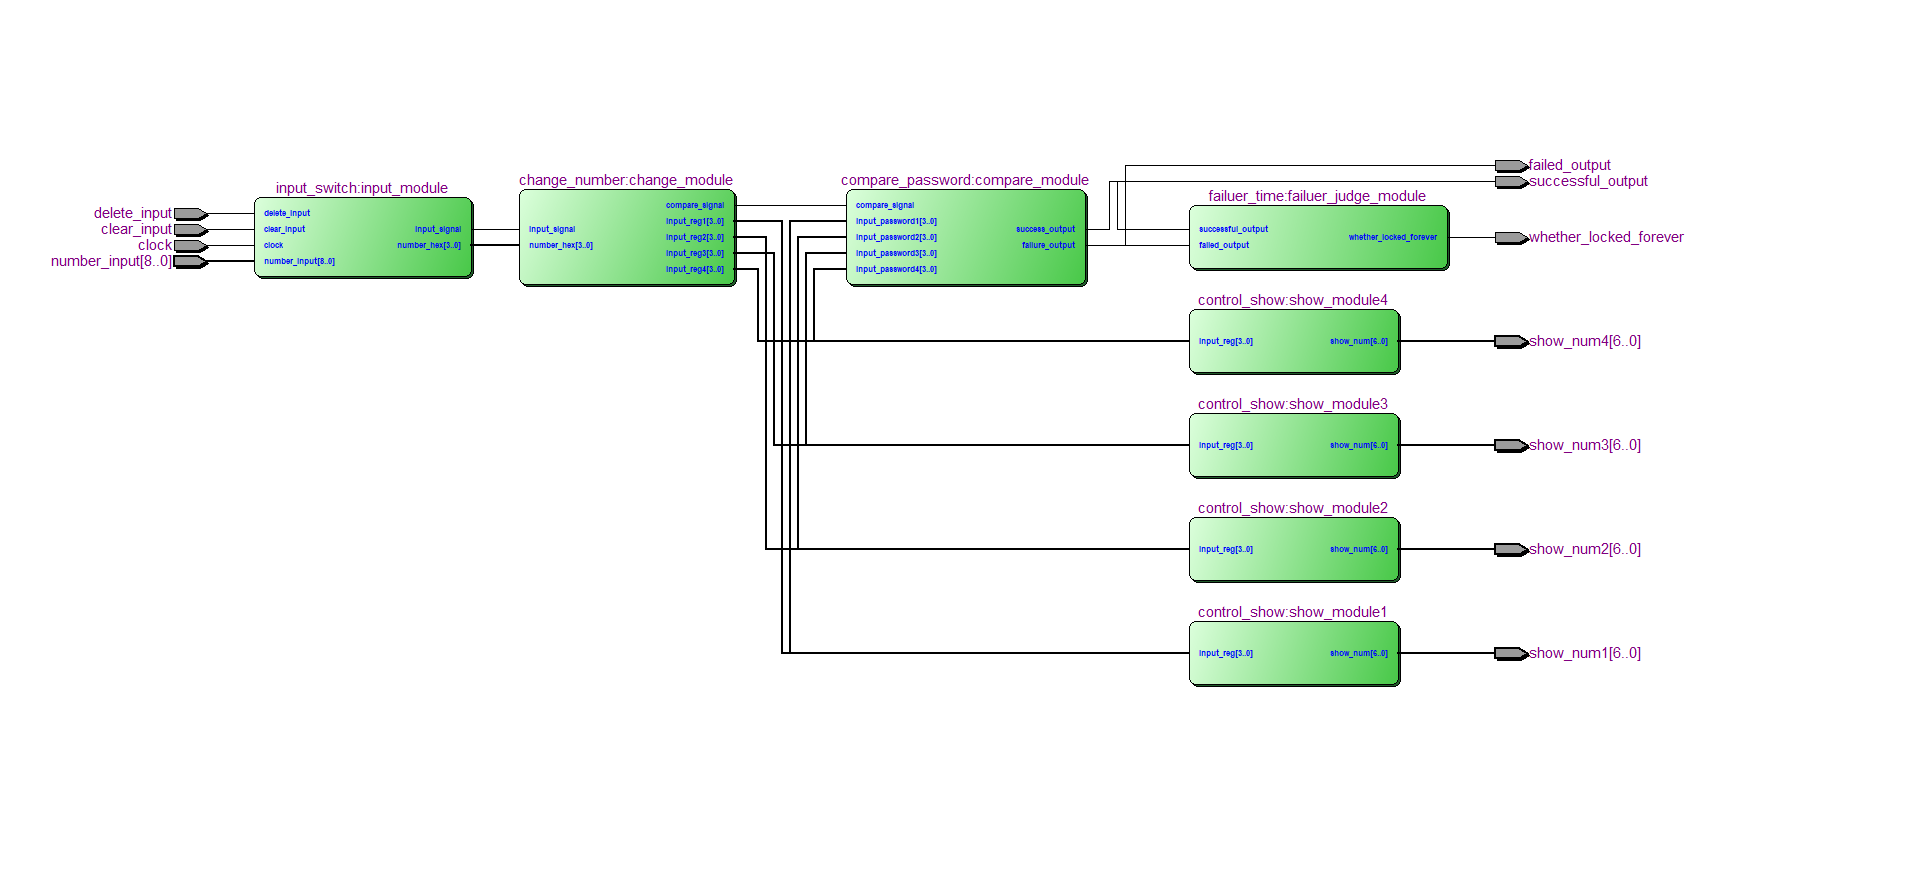 delete_input
clear_input
clock
number_input[8..0]
input_switch:input_module
delete_input
clear_input
clock
number_input[8..0]
input_signal
number_hex[3..0]
change_number:change_module
input_signal
number_hex[3..0]
compare_signal
input_reg1[3..0]
input_reg2[3..0]
input_reg3[3..0]
input_reg4[3..0]
compare_password:compare_module
compare_signal
input_password1[3..0]
input_password2[3..0]
input_password3[3..0]
input_password4[3..0]
success_output
failure_output
failuer_time:failuer_judge_module
successful_output
failed_output
whether_locked_forever
failed_output
successful_output
whether_locked_forever
control_show:show_module4
input_reg[3..0]
show_num[6..0]
show_num4[6..0]
control_show:show_module3
input_reg[3..0]
show_num[6..0]
show_num3[6..0]
control_show:show_module2
input_reg[3..0]
show_num[6..0]
show_num2[6..0]
control_show:show_module1
input_reg[3..0]
show_num[6..0]
show_num1[6..0]